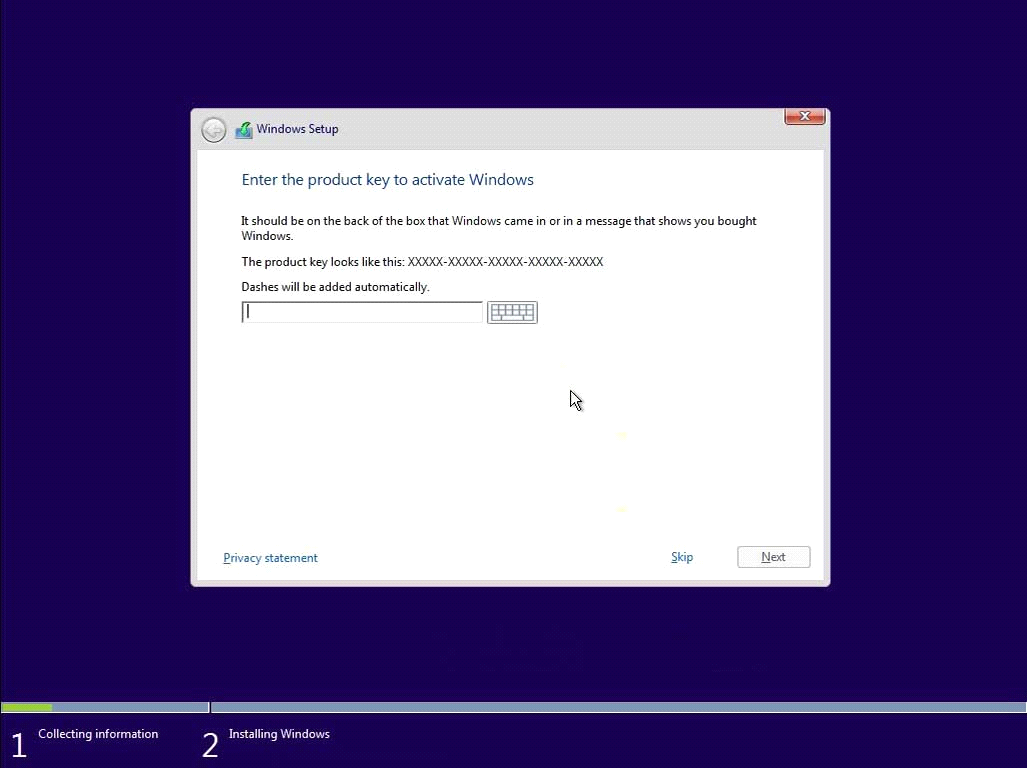 Windows Setup
Enter the product key to activate Windows
It should be on the back of the box that Windows came in or in a message that shows you bought
Windows.
The product key looks like this: XXXXX-XXXXX-XXXXX-XXXXX-XXXXX
Dashes will be added automatically.
Privacy statement
Skip
Next
1 Collecting information
2 Installing Windows